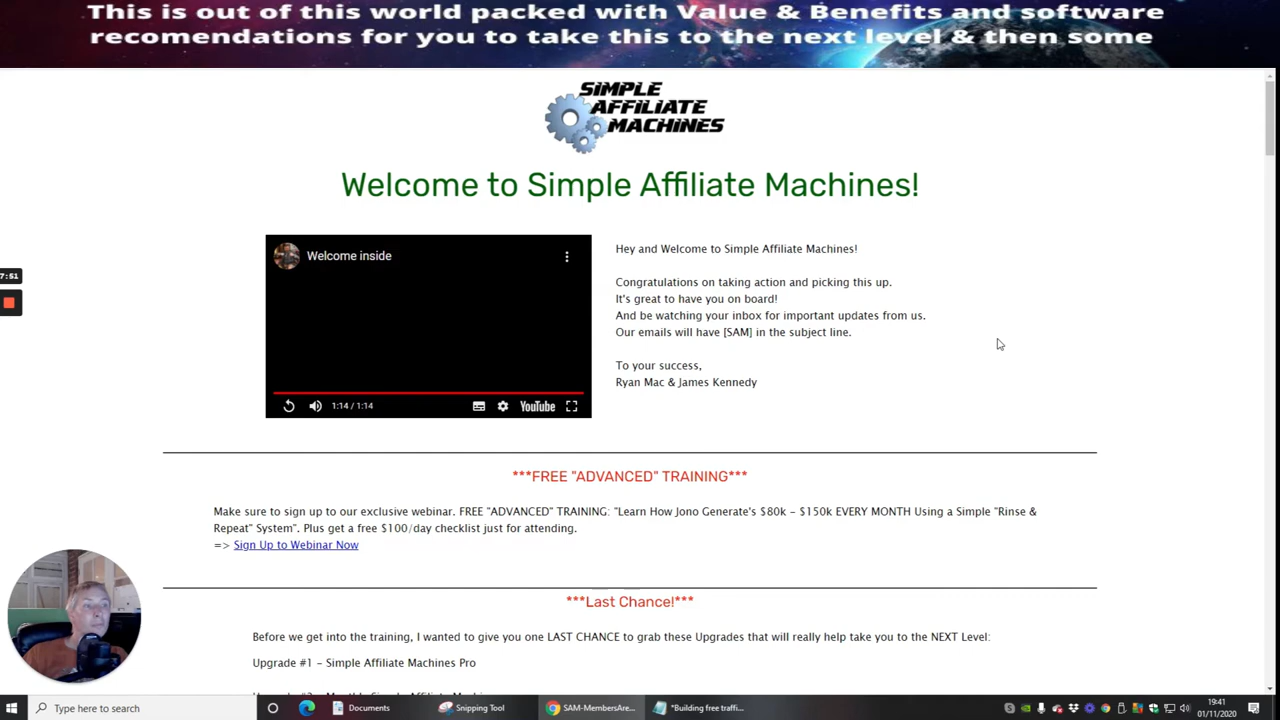 This is out of this world packed with Value & Benefits and software
recomendations for you to take this to the next level & then some
SIMPLE
AFFILIATE
MACHINES
Welcome to Simple Affiliate Machines!
Welcome inside
1:14 / 1:14
YouTube
Hey and Welcome to Simple Affiliate Machines!
Congratulations on taking action and picking this up.
It's great to have you on board!
And be watching your inbox for important updates from us.
Our emails will have [SAM] in the subject line.
To your success,
Ryan Mac & James Kennedy
7:51
***FREE "ADVANCED" TRAINING***
Make sure to sign up to our exclusive webinar. FREE "ADVANCED" TRAINING: "Learn How Jono Generate's $80k - $150k EVERY MONTH Using a Simple "Rinse &
Repeat" System". Plus get a free $100/day checklist just for attending.
=> Sign Up to Webinar Now
***Last Chance!***
Before we get into the training, I wanted to give you one LAST CHANCE to grab these Upgrades that will really help take you to the NEXT Level:
Upgrade #1 - Simple Affiliate Machines Pro
Type here to search
Documents
Snipping Tool
SAM-MembersAre...
*Building free traffi...
19:41
01/11/2020